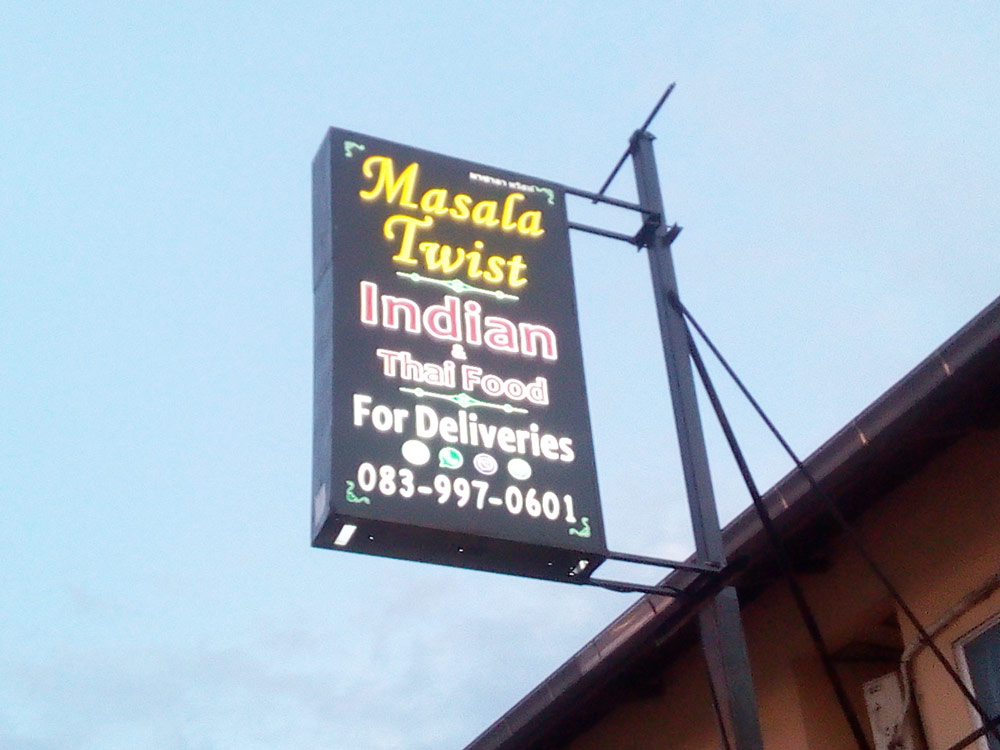 Masala
Twist
Indian
&
Thai Food
For Deliveries
083-997-0601